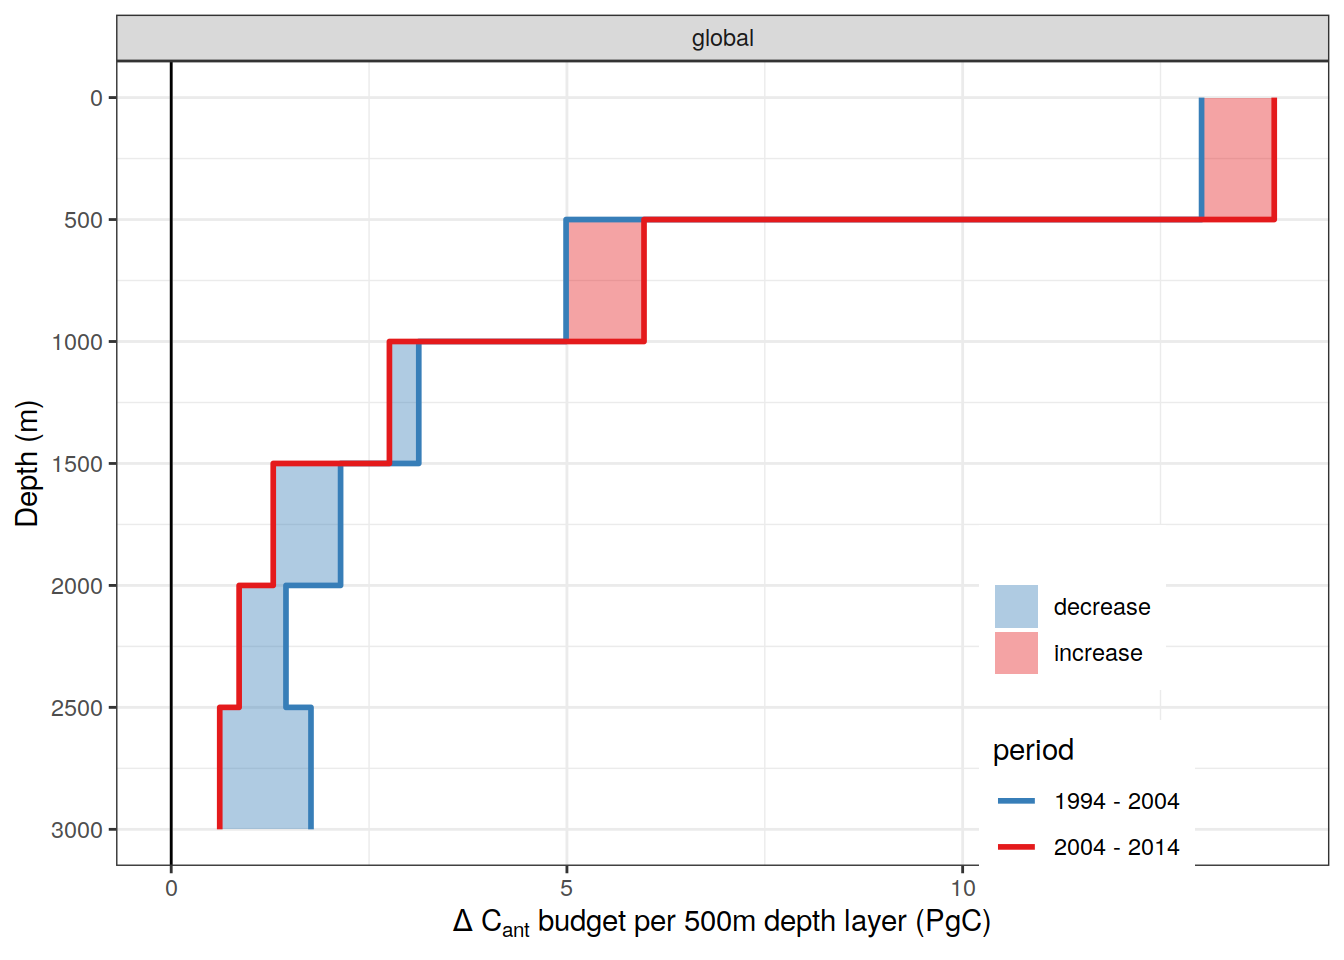 global
0
500
1000
1500
2000
2500
3000
Depth (m)
decrease
increase
period
1994 - 2004
2004 - 2014
0
5
10
Δ Cant budget per 500m depth layer (PgC)